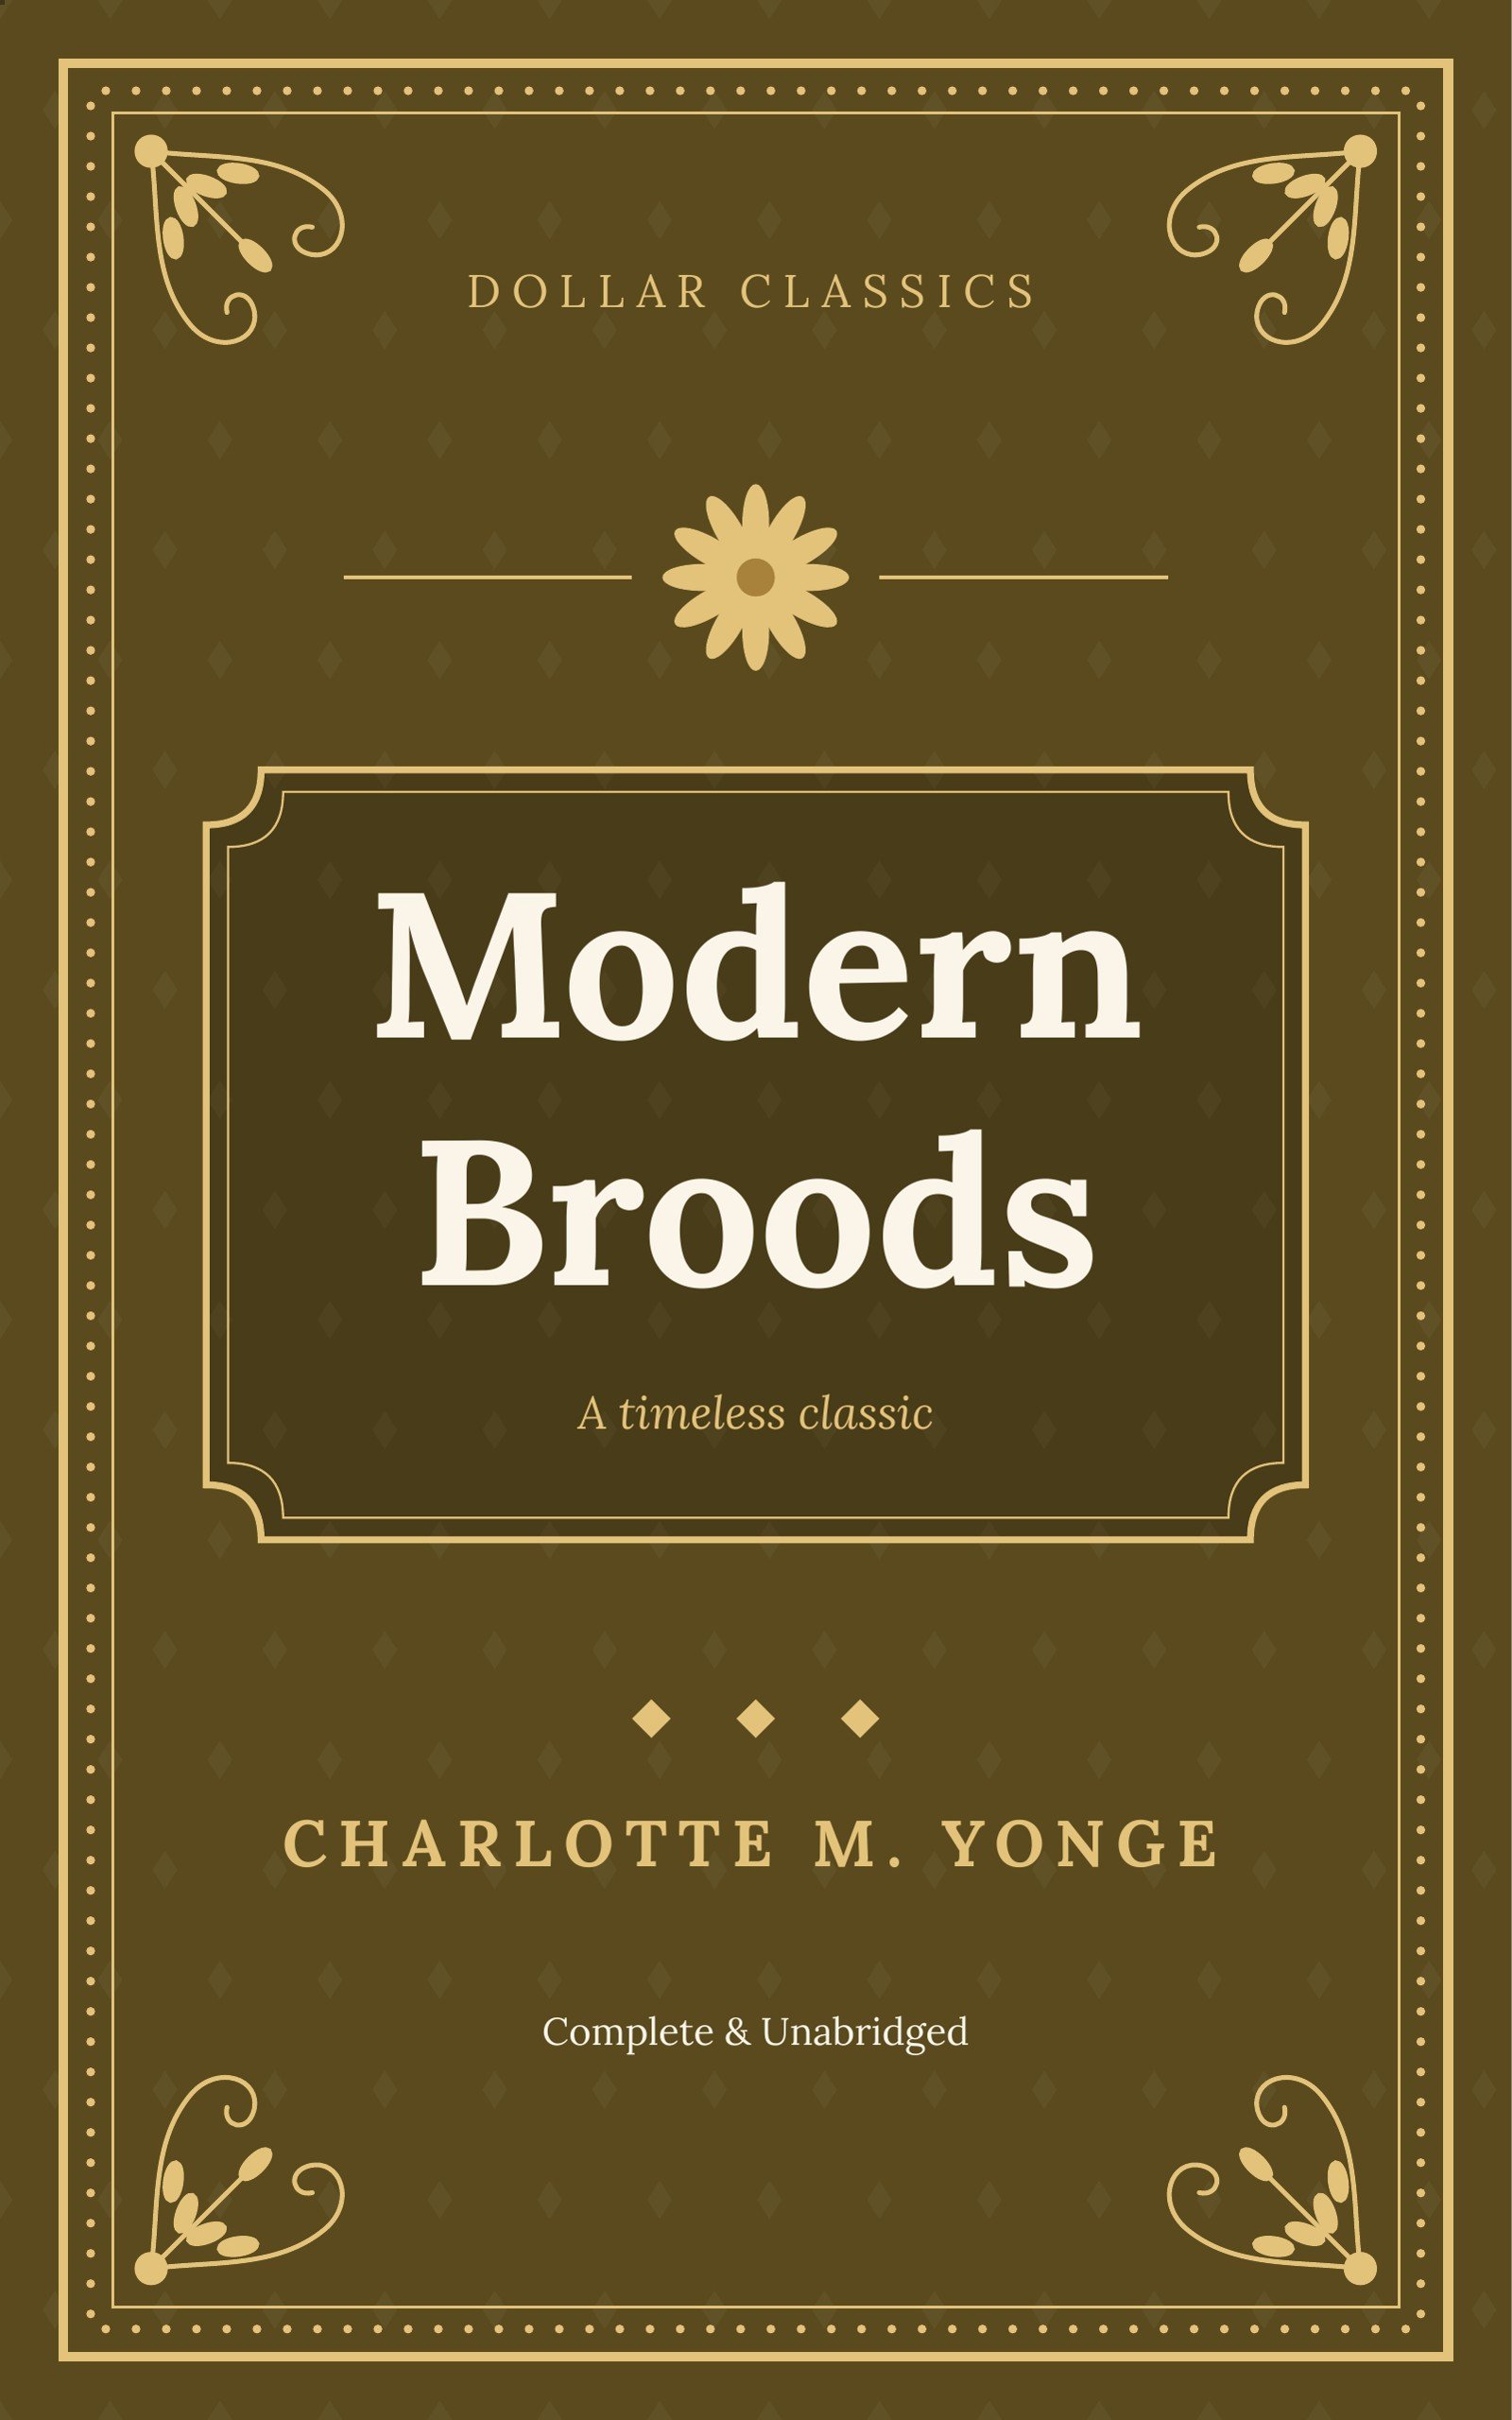 DOLLAR CLASSICS
Modern
Broods
A timeless classic
CHARLOTTE M. YONGE
Complete & Unabridged